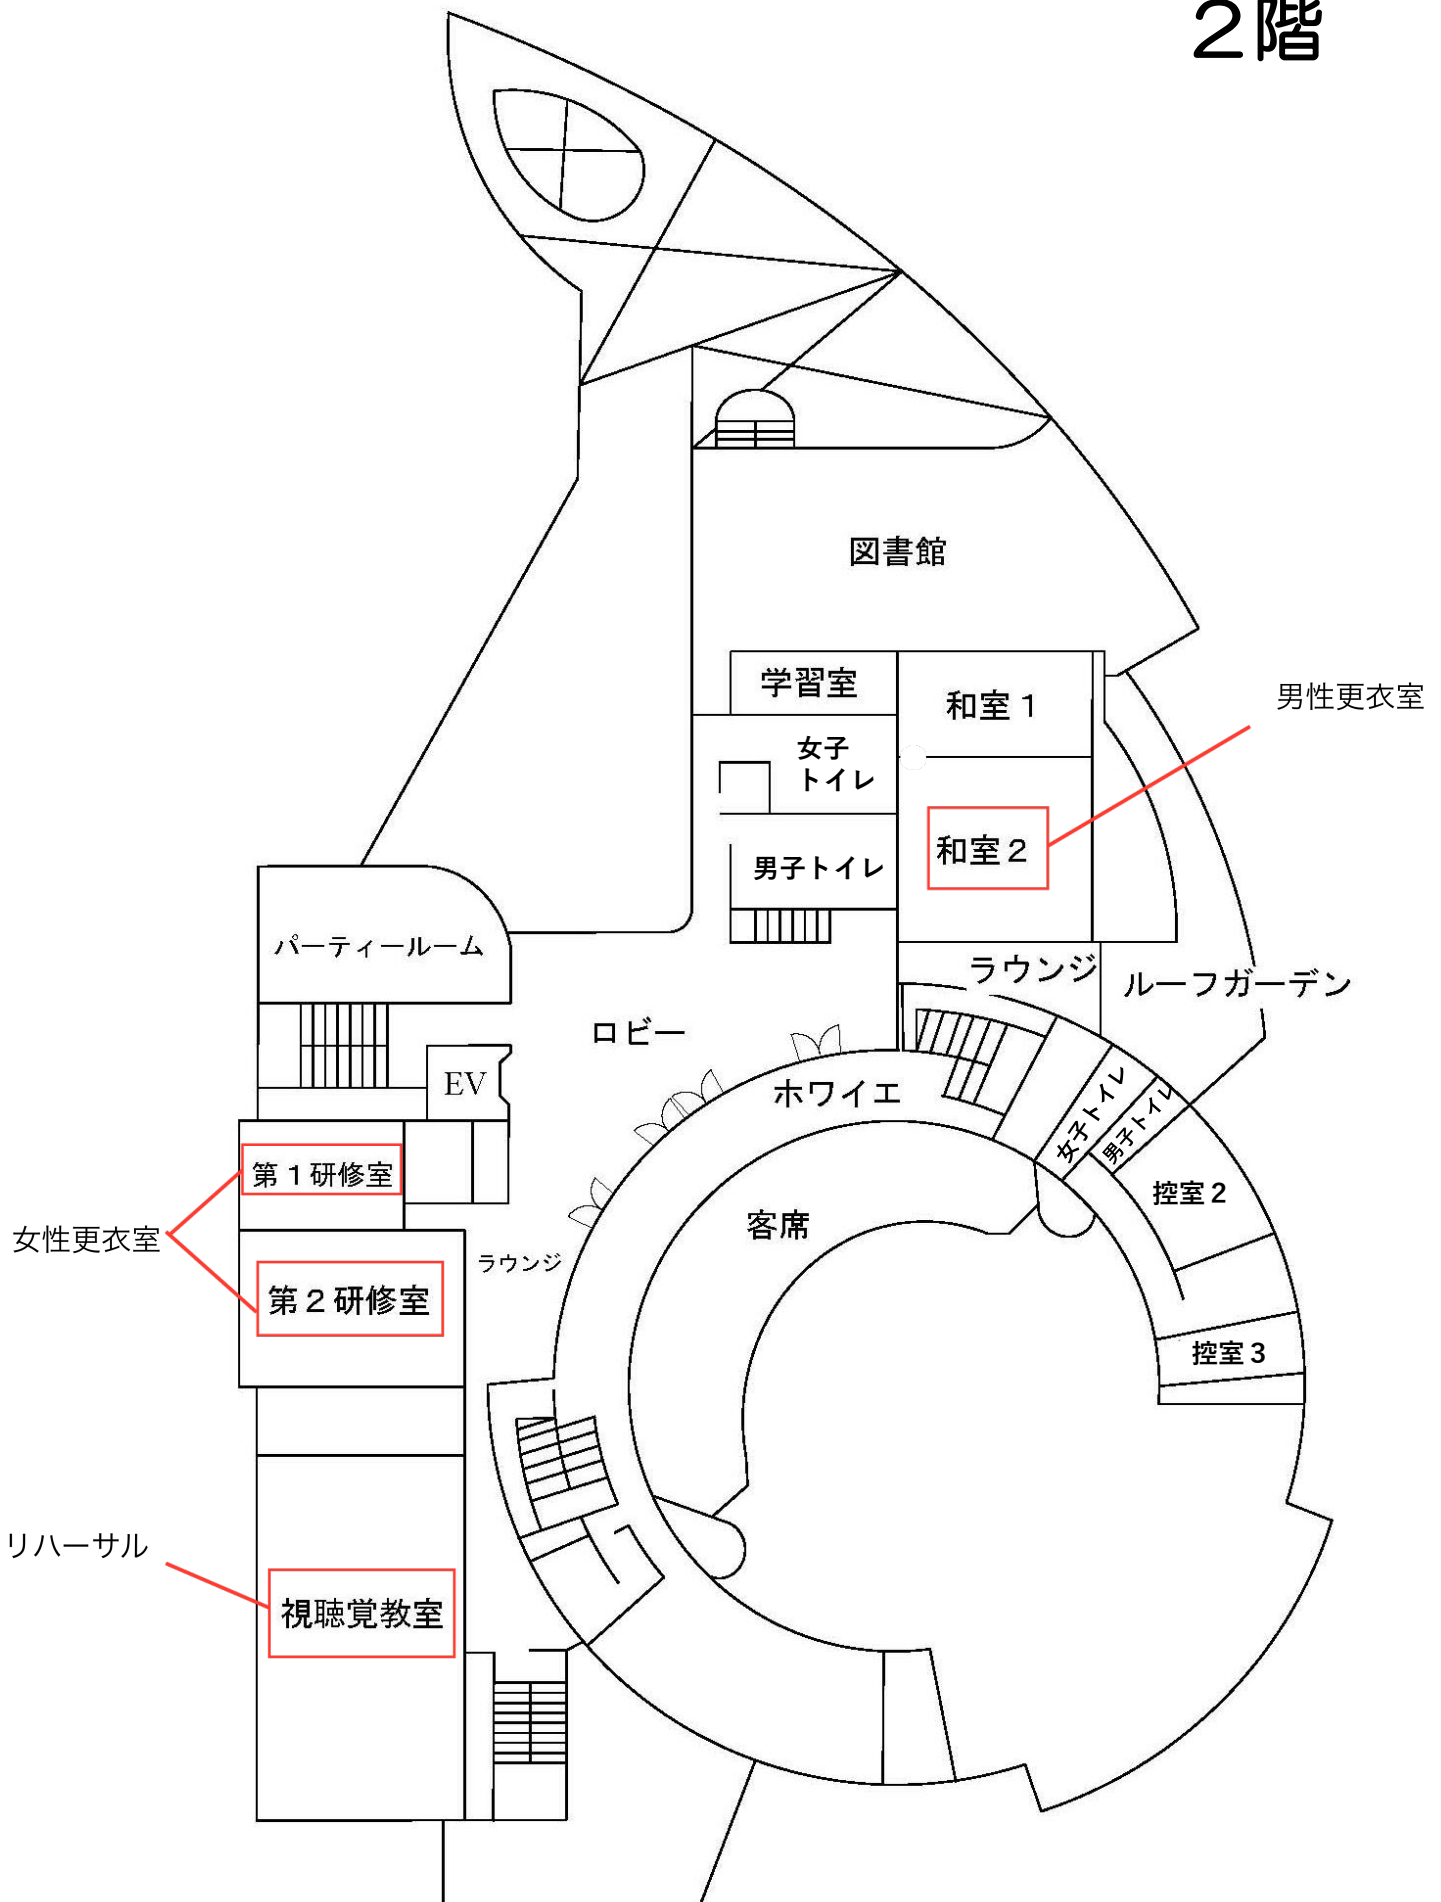 2階
図書館
学習室
和室1
男性更衣室
女子
トイレ
和室2
男子トイレ
パーティールーム
ラウンジ
ルーフガーデン
ロビー
EV
ホワイエ
女子トイレ
男子トイレ
第1研修室
控室2
女性更衣室
客席
ラウンジ
第2研修室
控室3
リハーサル
視聴覚教室